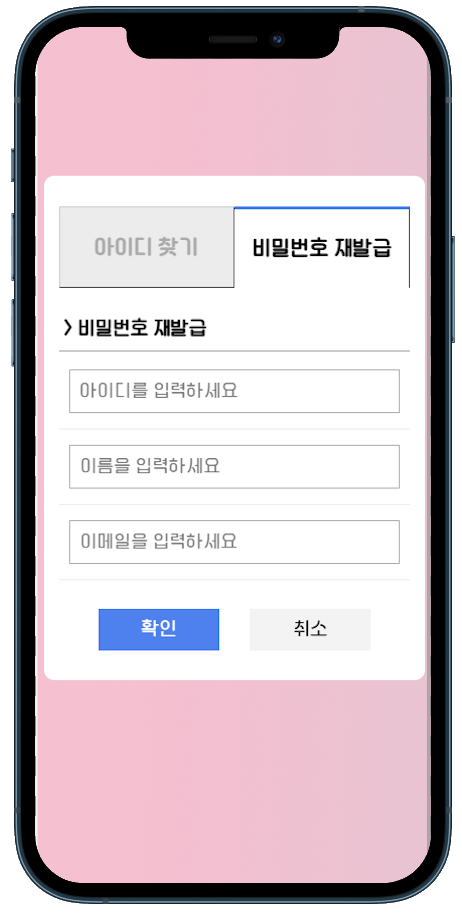 아이디 찾기
비밀번호 재발급
> 비밀번호 재발급
아이디를 입력하세요
이름을 입력하세요
이메일을 입력하세요
확인
취소